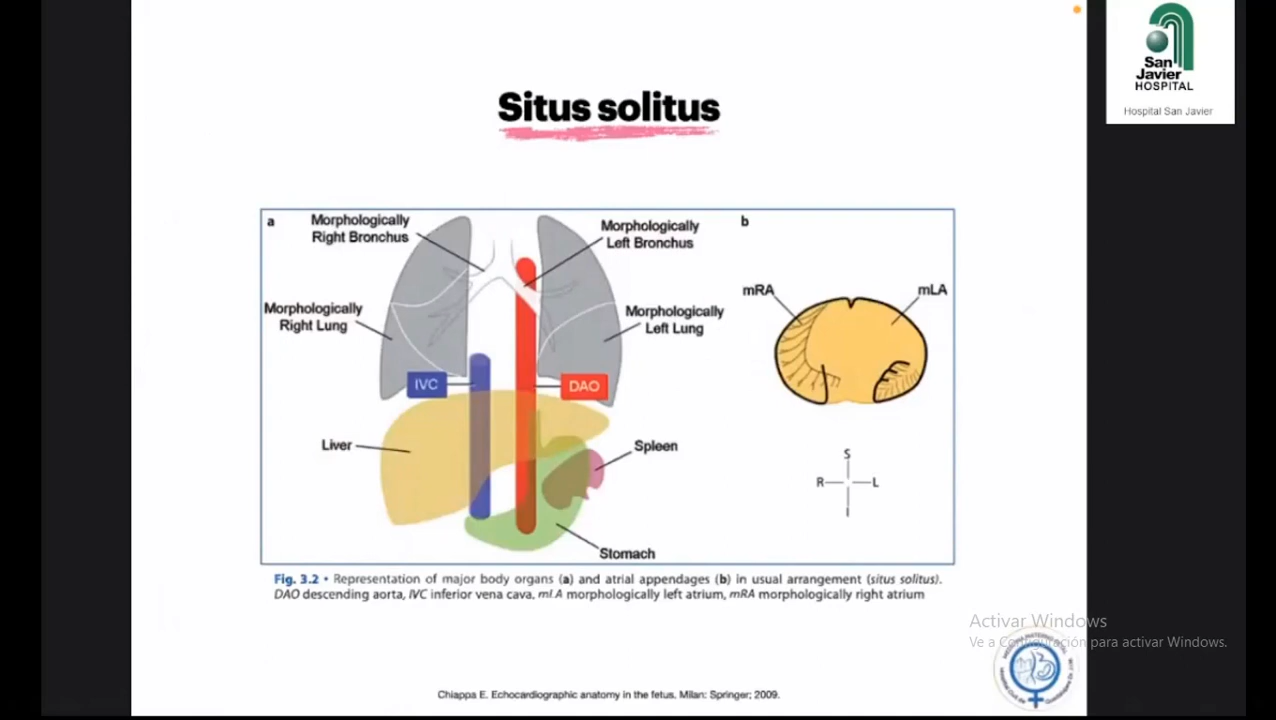 San
Javier
HOSPITAL
Hospital San Javier
Situs solitus
a
Morphologically
Right Bronchus
Morphologically
Left Bronchus
b
Morphologically
Right Lung
Morphologically
Left Lung
mRA
mLA
IVC
DAO
Liver
Spleen
Stomach
S
R
L
I
Fig. 3.2 • Representation of major body organs (a) and atrial appendages (b) in usual arrangement (situs solitus).
DAO descending aorta, IVC inferior vena cava, mLA morphologically left atrium, mRA morphologically right atrium
Activar Windows
Ve a Configuración para activar Windows.
Chiappa E. Echocardiographic anatomy in the fetus. Milan: Springer; 2009.